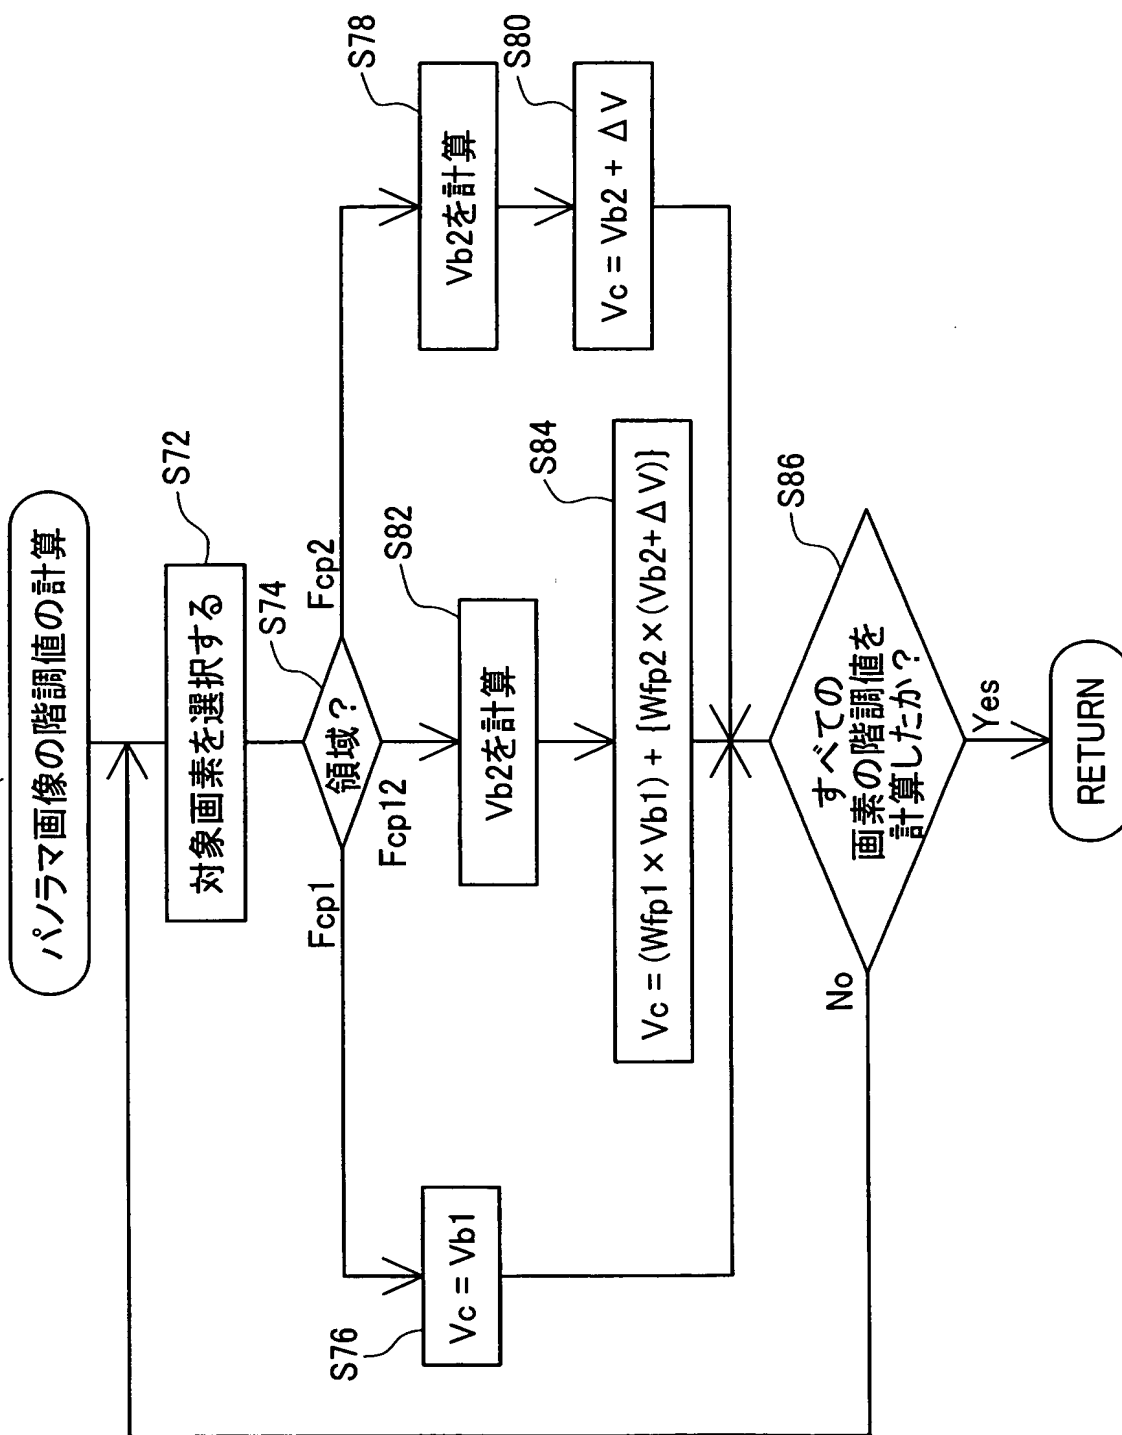 パノラマ画像の階調値の計算
S72
対象画素を選択する
S74
領域？
Fcp1
Fcp12
Fcp2
S76
Vc = Vb1
S82
Vb2を計算
S78
Vb2を計算
S84
Vc = (Wfp1 × Vb1) + {Wfp2 × (Vb2+ΔV)}
S80
Vc = Vb2 + ΔV
S86
すべての
画素の階調値を
計算したか？
No
Yes
RETURN